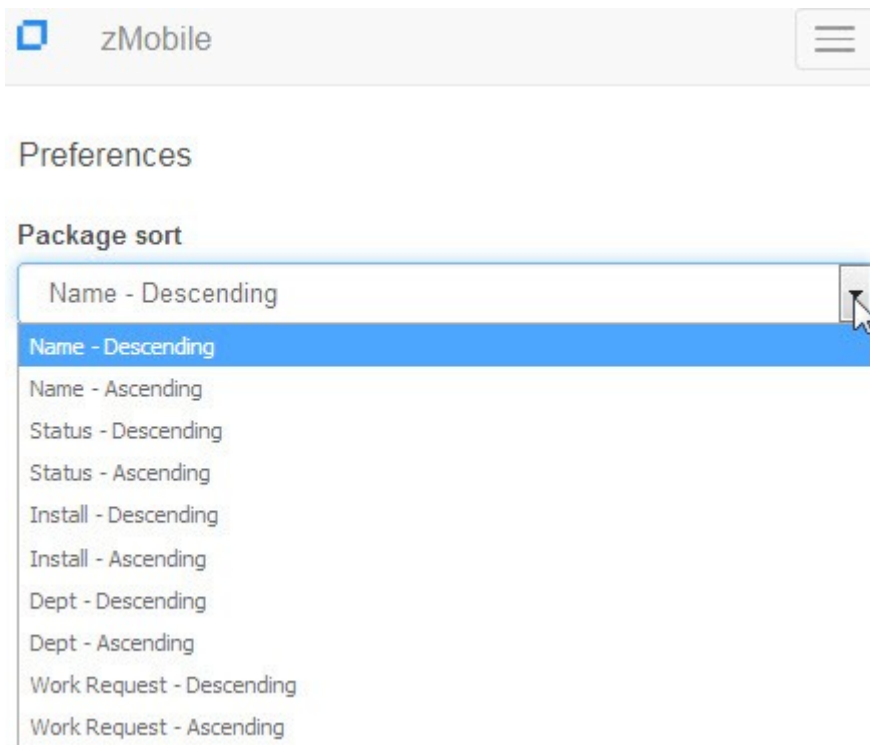 zMobile
Preferences
Package sort
Name - Descending
Name - Descending
Name - Ascending
Status - Descending
Status - Ascending
Install - Descending
Install - Ascending
Dept - Descending
Dept - Ascending
Work Request - Descending
Work Request - Ascending